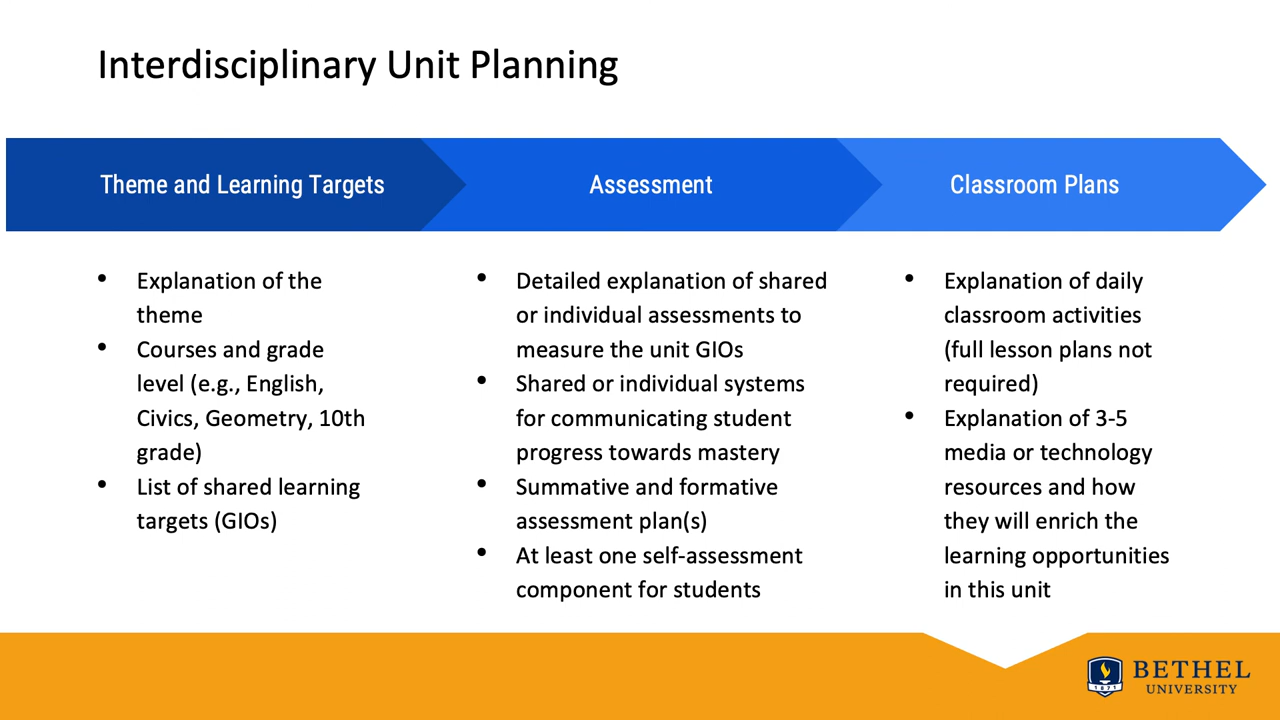 Interdisciplinary Unit Planning
Theme and Learning Targets
Assessment
Classroom Plans
• Explanation of the
theme
• Courses and grade
level (e.g., English,
Civics, Geometry, 10th
grade)
• List of shared learning
targets (GIOs)
• Detailed explanation of shared
or individual assessments to
measure the unit GIOs
• Shared or individual systems
for communicating student
progress towards mastery
• Summative and formative
assessment plan(s)
• At least one self-assessment
component for students
• Explanation of daily
classroom activities
(full lesson plans not
required)
• Explanation of 3-5
media or technology
resources and how
they will enrich the
learning opportunities
in this unit
1871
BETHEL
UNIVERSITY